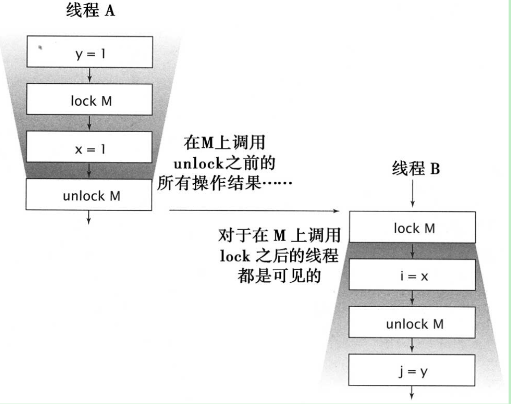 线程 A
y = 1
lock M
x = 1
unlock M
在M上调用
unlock之前的
所有操作结果……
线程 B
对于在 M 上调用
lock 之后的线程
都是可见的
lock M
i = x
unlock M
j = y